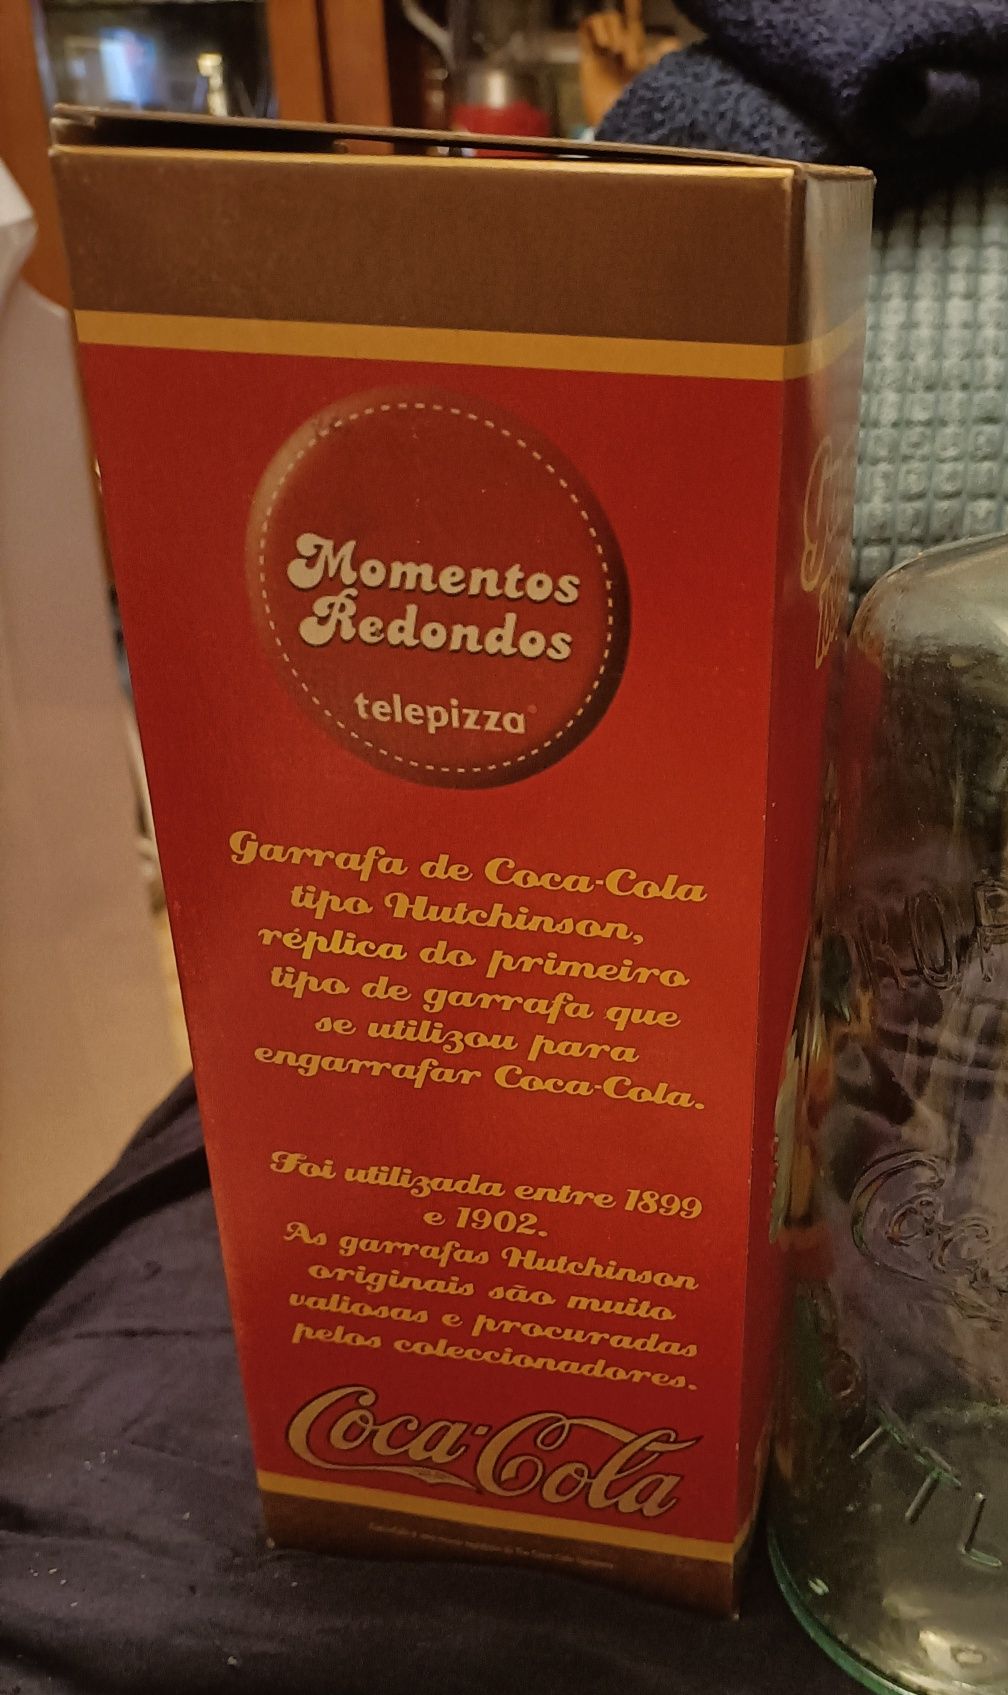 Momentos
Redondos
telepizza
Garrafa de Coca-Cola
tipo Hutchinson,
réplica do primeiro
tipo de garrafa que
se utilizou para
engarrafar Coca-Cola.
Foi utilizada entre 1899
e 1902.
As garrafas Hutchinson
originais são muito
valiosas e procuradas
pelos coleccionadores.
Coca-Cola